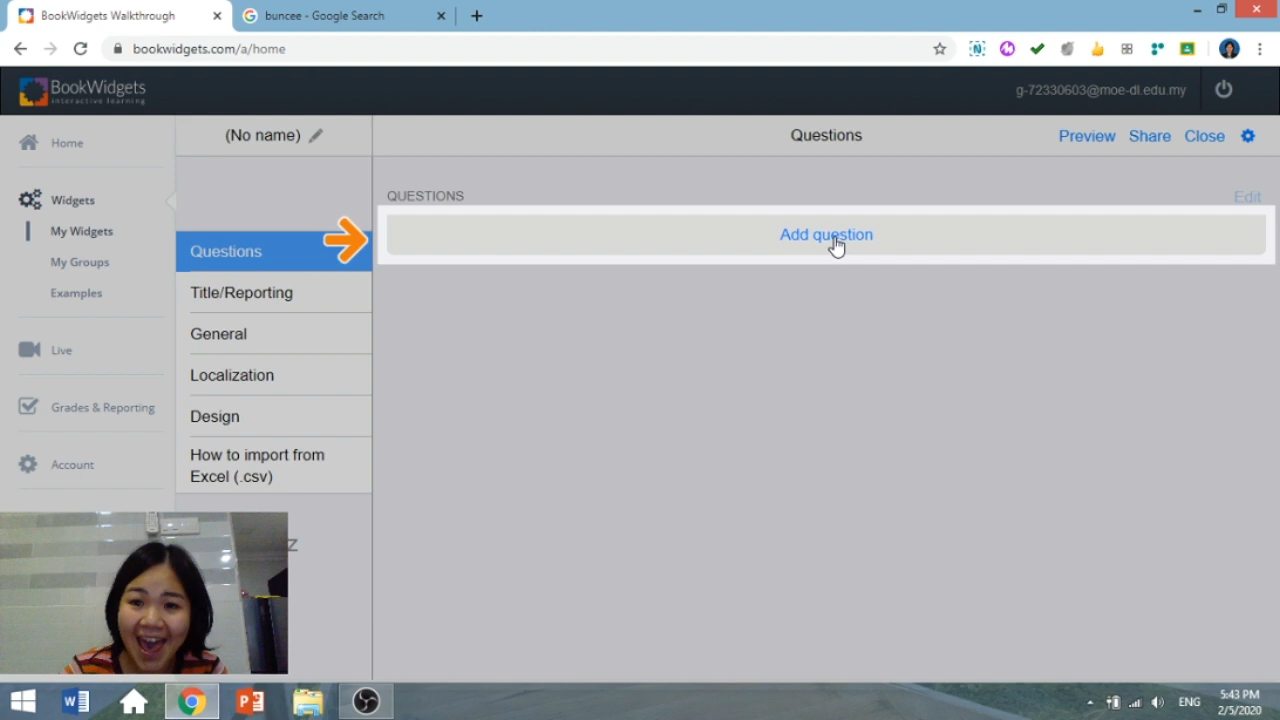 BookWidgets Walkthrough
buncee - Google Search
bookwidgets.com/a/home
BookWidgets
interactive learning
g-72330603@moe-dl.edu.my
Home
Widgets
My Widgets
My Groups
Examples
Live
Grades & Reporting
Account
(No name)
Questions
Title/Reporting
General
Localization
Design
How to import from
Excel (.csv)
Z
Questions
Preview Share Close
QUESTIONS
Edit
Add question
ENG
5:43 PM
2/5/2020